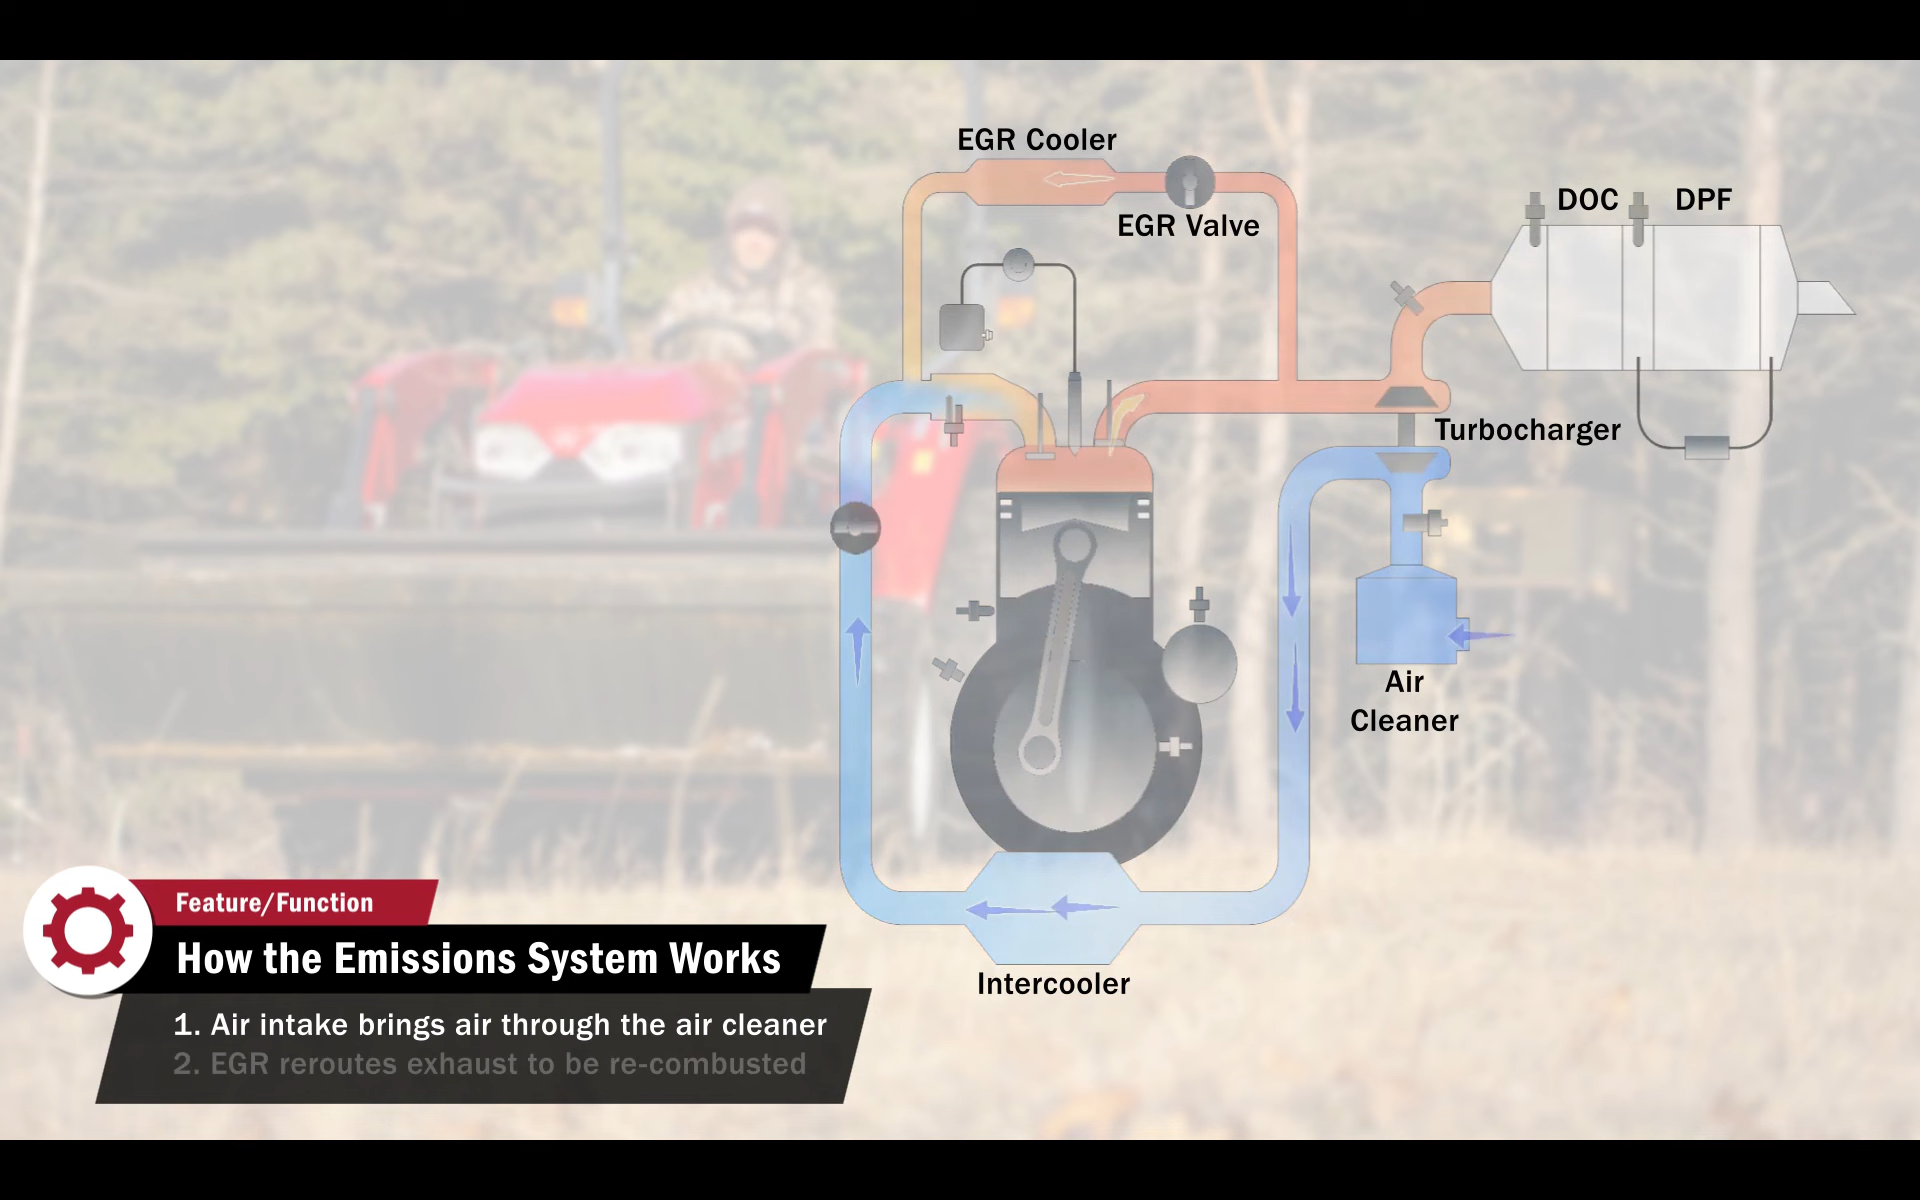 EGR Cooler
EGR Valve
DOC
DPF
Turbocharger
Air
Cleaner
Intercooler
Feature/Function
How the Emissions System Works
1. Air intake brings air through the air cleaner
2. EGR reroutes exhaust to be re-combusted